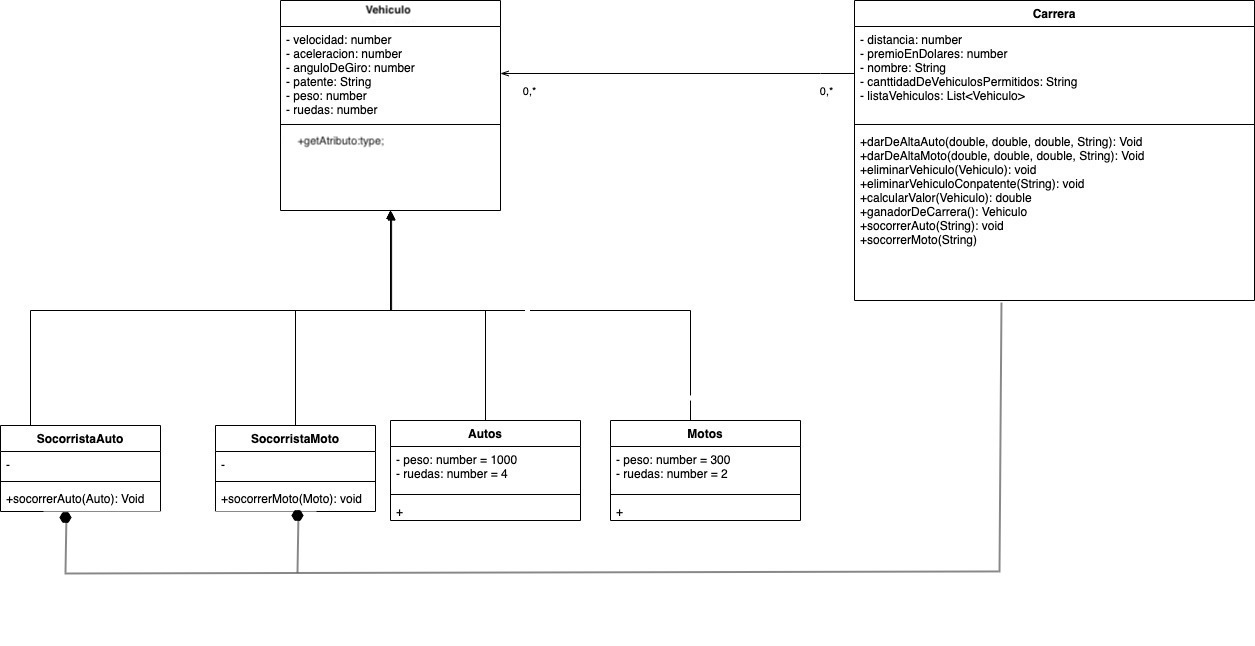 Vehiculo
- velocidad: number
- aceleracion: number
- anguloDeGiro: number
- patente: String
- peso: number
- ruedas: number
+getAtributo:type;
Carrera
- distancia: number
- premioEnDolares: number
- nombre: String
- canttidadDeVehiculosPermitidos: String
- listaVehiculos: List<Vehiculo>
+darDeAltaAuto(double, double, double, String): Void
+darDeAltaMoto(double, double, double, String): Void
+eliminarVehiculo(Vehiculo): void
+eliminarVehiculoConpatente(String): void
+calcularValor(Vehiculo): double
+ganadorDeCarrera(): Vehiculo
+socorrerAuto(String): void
+socorrerMoto(String)
0,*
0,*
SocorristaAuto
-
+socorrerAuto(Auto): Void
SocorristaMoto
-
+socorrerMoto(Moto): void
Autos
- peso: number = 1000
- ruedas: number = 4
+
Motos
- peso: number = 300
- ruedas: number = 2
+